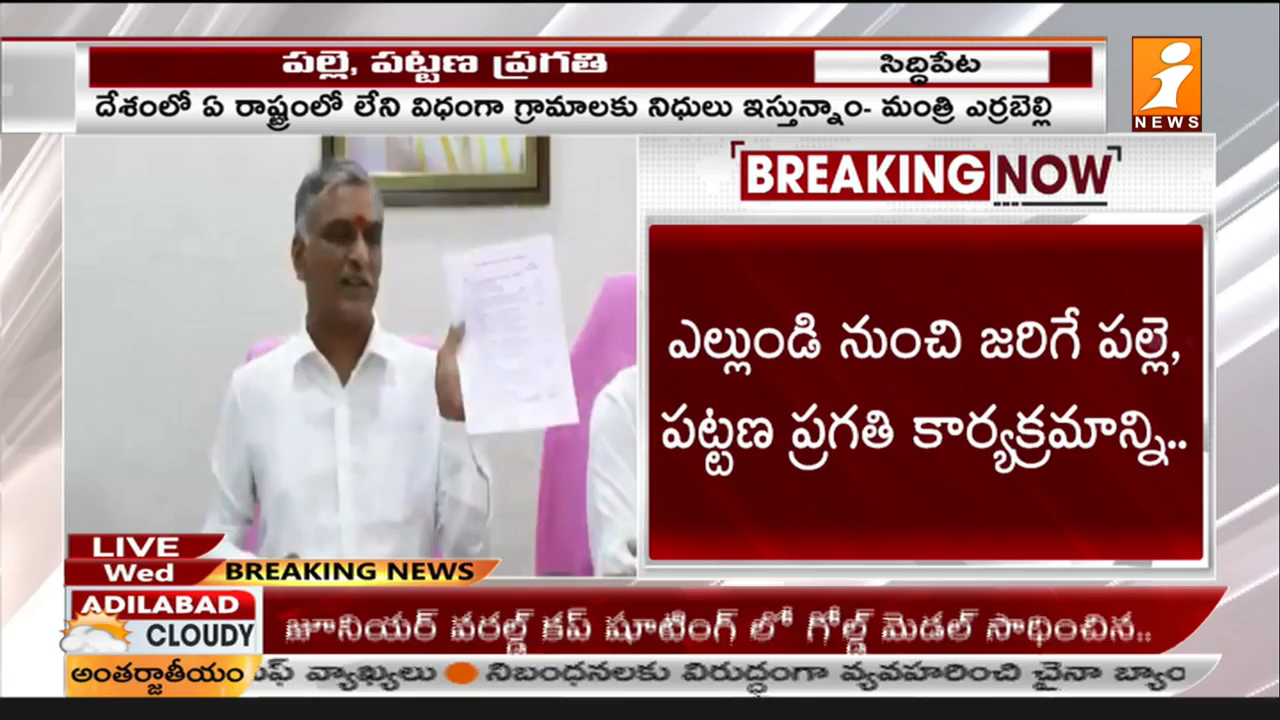 పల్లె, పట్టణ ప్రగతి
సిద్దిపేట
దేశంలో ఏ రాష్ట్రంలో లేని విధంగా గ్రామాలకు నిధులు ఇస్తున్నాం- మంత్రి ఎర్రబెల్లి
i
NEWS
BREAKING NOW
ఎల్లుండి నుంచి జరిగే పల్లె,
పట్టణ ప్రగతి కార్యక్రమాన్ని..
LIVE
Wed
BREAKING NEWS
ADILABAD
CLOUDY
జూనియర్ వరల్డ్ కప్ షూటింగ్ లో గోల్డ్ మెడల్ సాధించిన..
అంతర్జాతీయం
వ్యాఖ్యలు నిబంధనలకు విరుద్ధంగా వ్యవహరించి చైనా